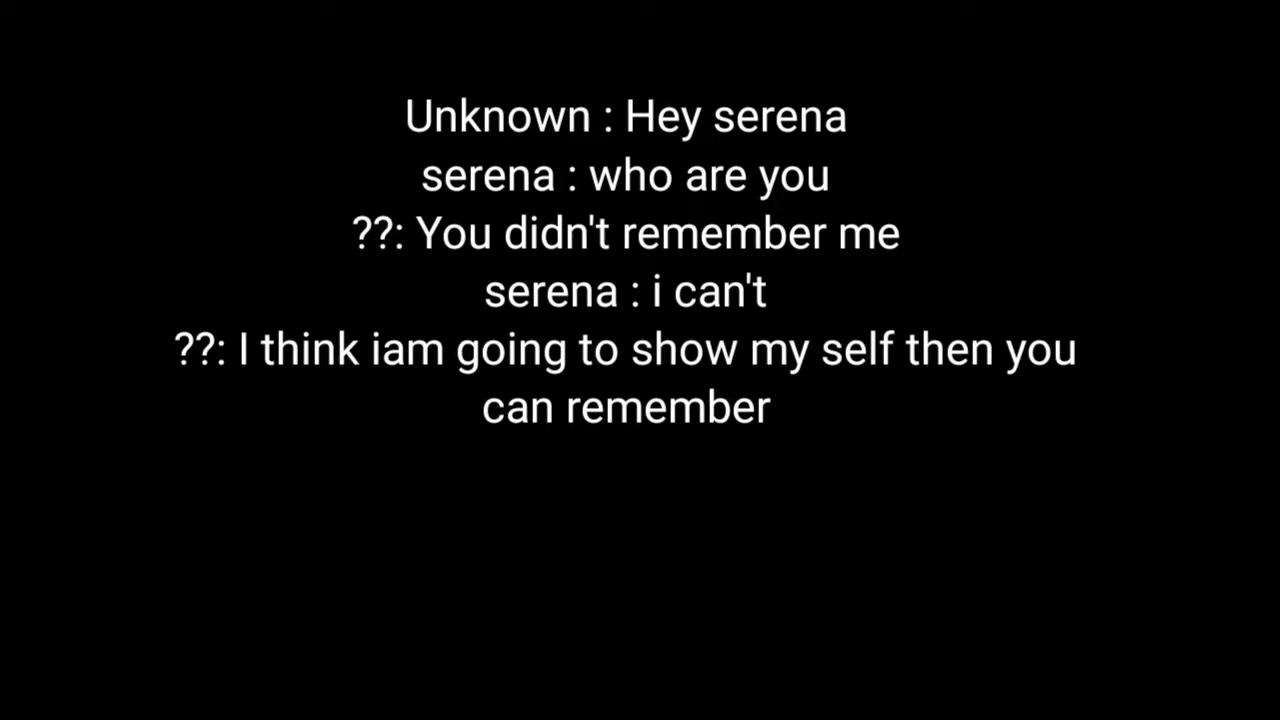 Unknown : Hey serena
serena : who are you
??: You didn't remember me
serena : i can't
??: I think iam going to show my self then you
can remember